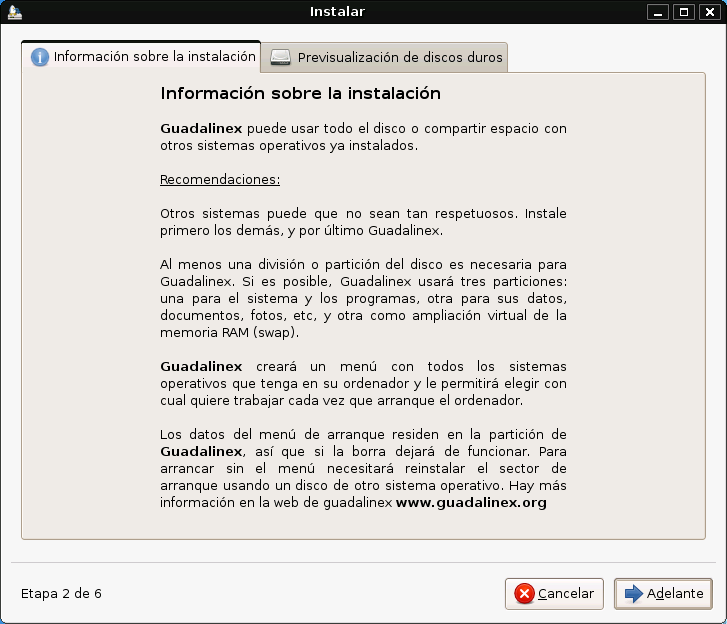 Instalar
Información sobre la instalación
Previsualización de discos duros
Información sobre la instalación
Guadalinex puede usar todo el disco o compartir espacio con
otros sistemas operativos ya instalados.
Recomendaciones:
Otros sistemas puede que no sean tan respetuosos. Instale
primero los demás, y por último Guadalinex.
Al menos una división o partición del disco es necesaria para
Guadalinex. Si es posible, Guadalinex usará tres particiones:
una para el sistema y los programas, otra para sus datos,
documentos, fotos, etc, y otra como ampliación virtual de la
memoria RAM (swap).
Guadalinex creará un menú con todos los sistemas
operativos que tenga en su ordenador y le permitirá elegir con
cual quiere trabajar cada vez que arranque el ordenador.
Los datos del menú de arranque residen en la partición de
Guadalinex, así que si la borra dejará de funcionar. Para
arrancar sin el menú necesitará reinstalar el sector de
arranque usando un disco de otro sistema operativo. Hay más
información en la web de guadalinex www.guadalinex.org
Etapa 2 de 6
Cancelar
Adelante